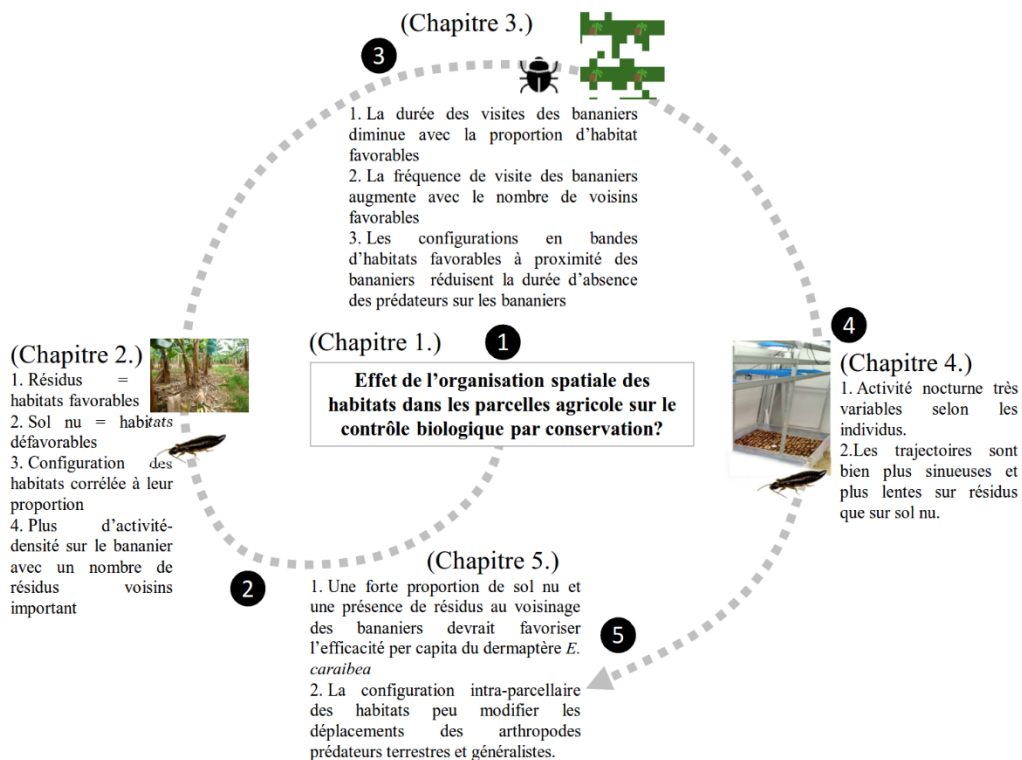 (Chapitre 3.)
3
1. La durée des visites des bananiers
diminue avec la proportion d'habitat
favorables
2. La fréquence de visite des bananiers
augmente avec le nombre de voisins
favorables
3. Les configurations en bandes
d'habitats favorables à proximité des
bananiers réduisent la durée d'absence
des prédateurs sur les bananiers
(Chapitre 1.)
1
Effet de l'organisation spatiale des
habitats dans les parcelles agricole sur le
contrôle biologique par conservation?
(Chapitre 2.)
1. Résidus =
habitats favorables
2. Sol nu = habitats
défavorables
3. Configuration des
habitats corrélée à leur
proportion
4. Plus d'activité-
densité sur le bananier
avec un nombre de
résidus voisins
important
2
4
(Chapitre 4.)
1. Activité nocturne très
variables selon les
individus.
2.Les trajectoires sont
bien plus sinueuses et
plus lentes sur résidus
que sur sol nu.
(Chapitre 5.)
1. Une forte proportion de sol nu et
une présence de résidus au voisinage
des bananiers devrait favoriser
l'efficacité per capita du dermaptère E.
caraibea
2. La configuration intra-parcellaire
des habitats peu modifier les
déplacements des arthropodes
prédateurs terrestres et généralistes.
5